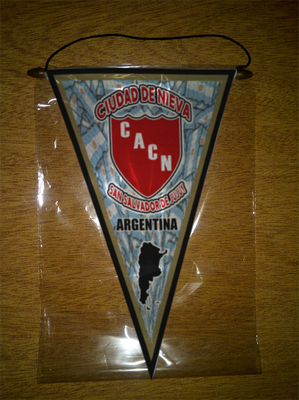 CIUDAD DE NIEVA
CACN
SAN SALVADOR DE JUJUY
ARGENTINA